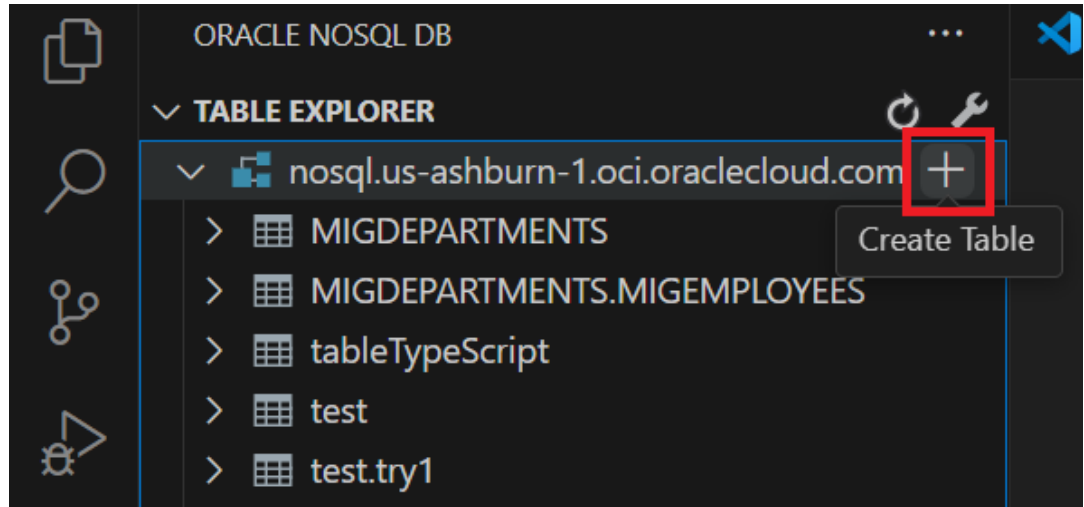 ORACLE NOSQL DB
TABLE EXPLORER
nosql.us-ashburn-1.oci.oraclecloud.com
MIGDEPARTMENTS
Create Table
MIGDEPARTMENTS.MIGEMPLOYEES
tableTypeScript
test
test.try1